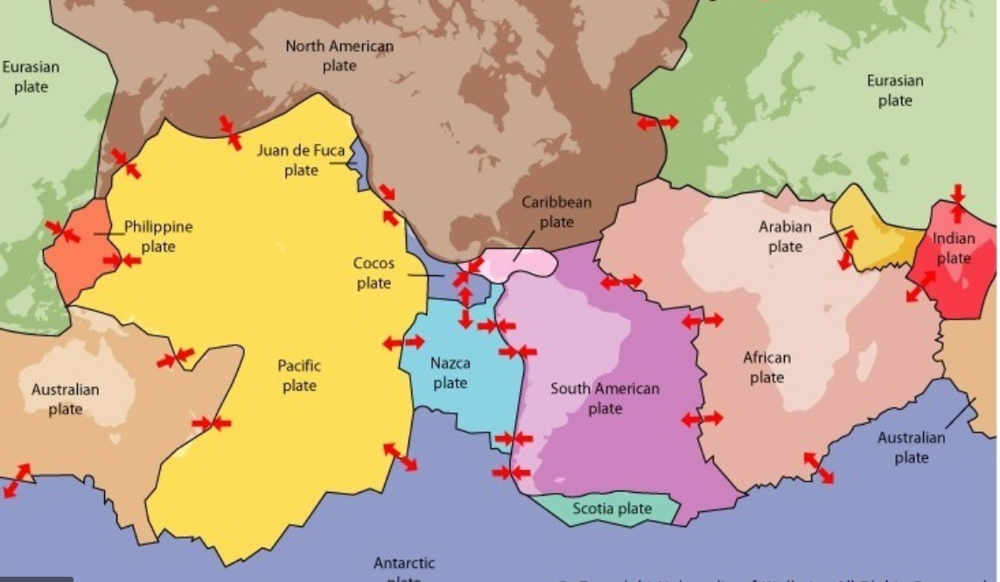 North American
plate
Eurasian
plate
Eurasian
plate
Juan de Fuca
plate
Caribbean
plate
Philippine
plate
Arabian
plate
Indian
plate
Cocos
plate
Pacific
plate
Nazca
plate
African
plate
Australian
plate
South American
plate
Australian
plate
Scotia plate
Antarctic
plate